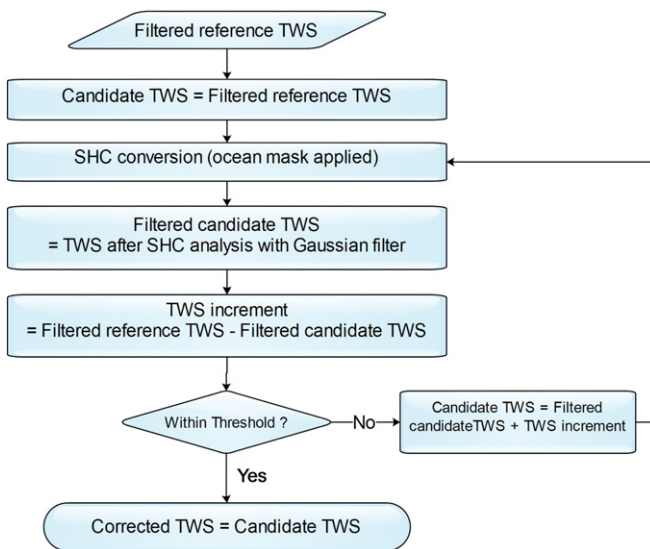 Filtered reference TWS
Candidate TWS = Filtered reference TWS
SHC conversion (ocean mask applied)
Filtered candidate TWS
= TWS after SHC analysis with Gaussian filter
TWS increment
= Filtered reference TWS - Filtered candidate TWS
Within Threshold ?
No
Candidate TWS = Filtered
candidateTWS + TWS increment
Yes
Corrected TWS = Candidate TWS